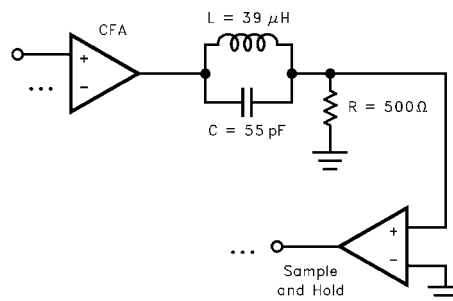 L = 39 μH
CFA
+
...
−
C = 55 pF
R = 500Ω
+
...
−
Sample
and Hold